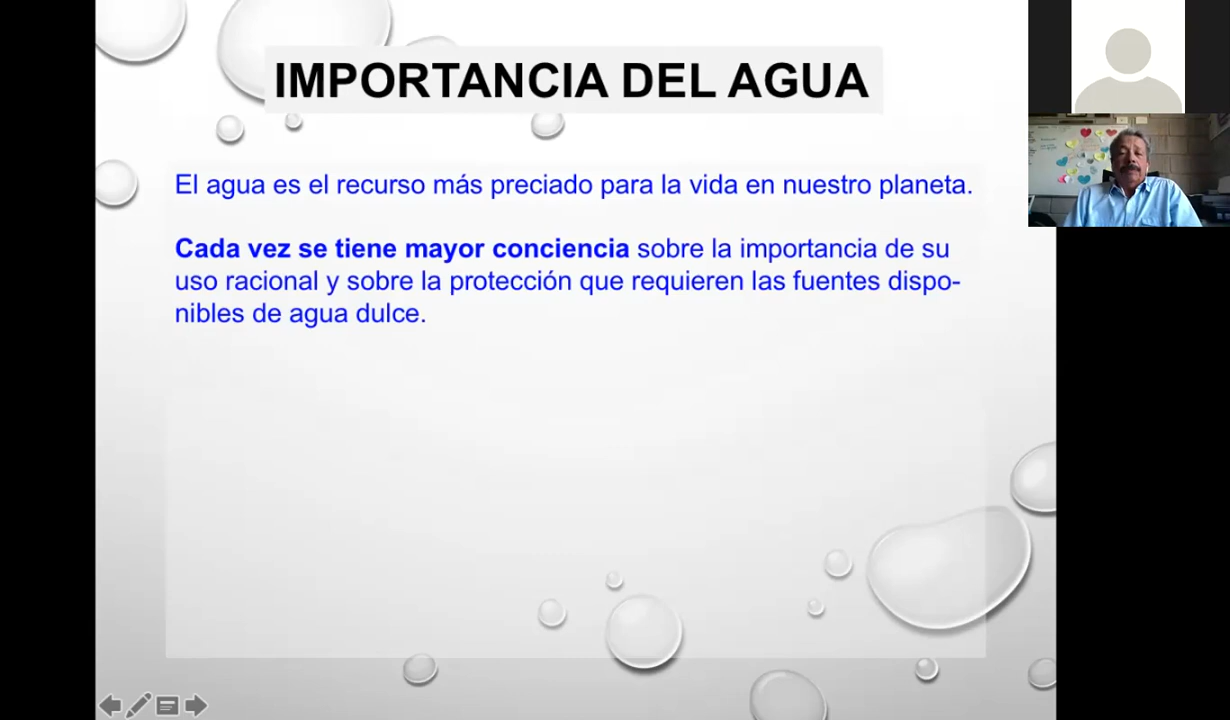 IMPORTANCIA DEL AGUA
El agua es el recurso más preciado para la vida en nuestro planeta.
Cada vez se tiene mayor conciencia sobre la importancia de su
uso racional y sobre la protección que requieren las fuentes dispo-
nibles de agua dulce.